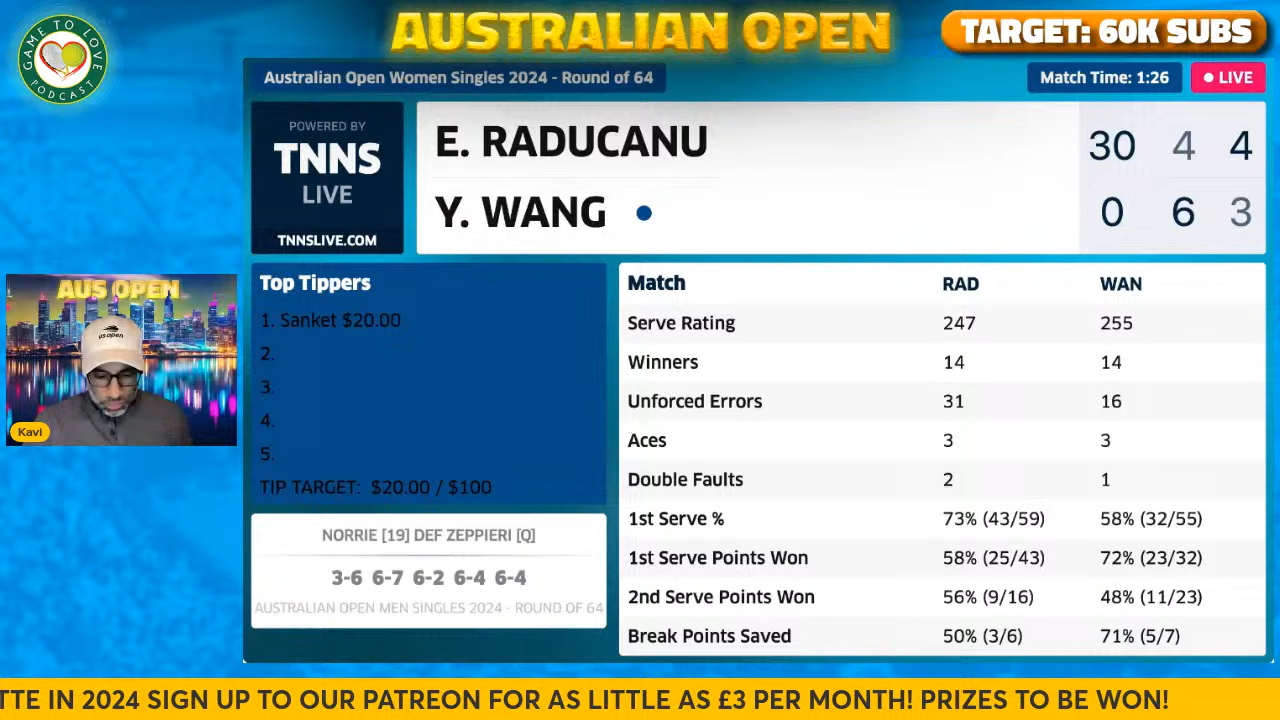 GAME TO LOVE
PODCAST
AUSTRALIAN OPEN
TARGET: 60K SUBS
Australian Open Women Singles 2024 - Round of 64
Match Time: 1:26
LIVE
POWERED BY
TNNS
LIVE
TNNSLIVE.COM
E. RADUCANU 30 4 4
Y. WANG 0 6 3
AUS OPEN
us open
Kavi
Top Tippers
1. Sanket $20.00
2.
3.
4.
5.
TIP TARGET: $20.00 / $100
NORRIE [19] DEF ZEPPIERI [Q]
3-6 6-7 6-2 6-4 6-4
AUSTRALIAN OPEN MEN SINGLES 2024 - ROUND OF 64
Match RAD WAN
Serve Rating 247 255
Winners 14 14
Unforced Errors 31 16
Aces 3 3
Double Faults 2 1
1st Serve % 73% (43/59) 58% (32/55)
1st Serve Points Won 58% (25/43) 72% (23/32)
2nd Serve Points Won 56% (9/16) 48% (11/23)
Break Points Saved 50% (3/6) 71% (5/7)
TTE IN 2024 SIGN UP TO OUR PATREON FOR AS LITTLE AS £3 PER MONTH! PRIZES TO BE WON!